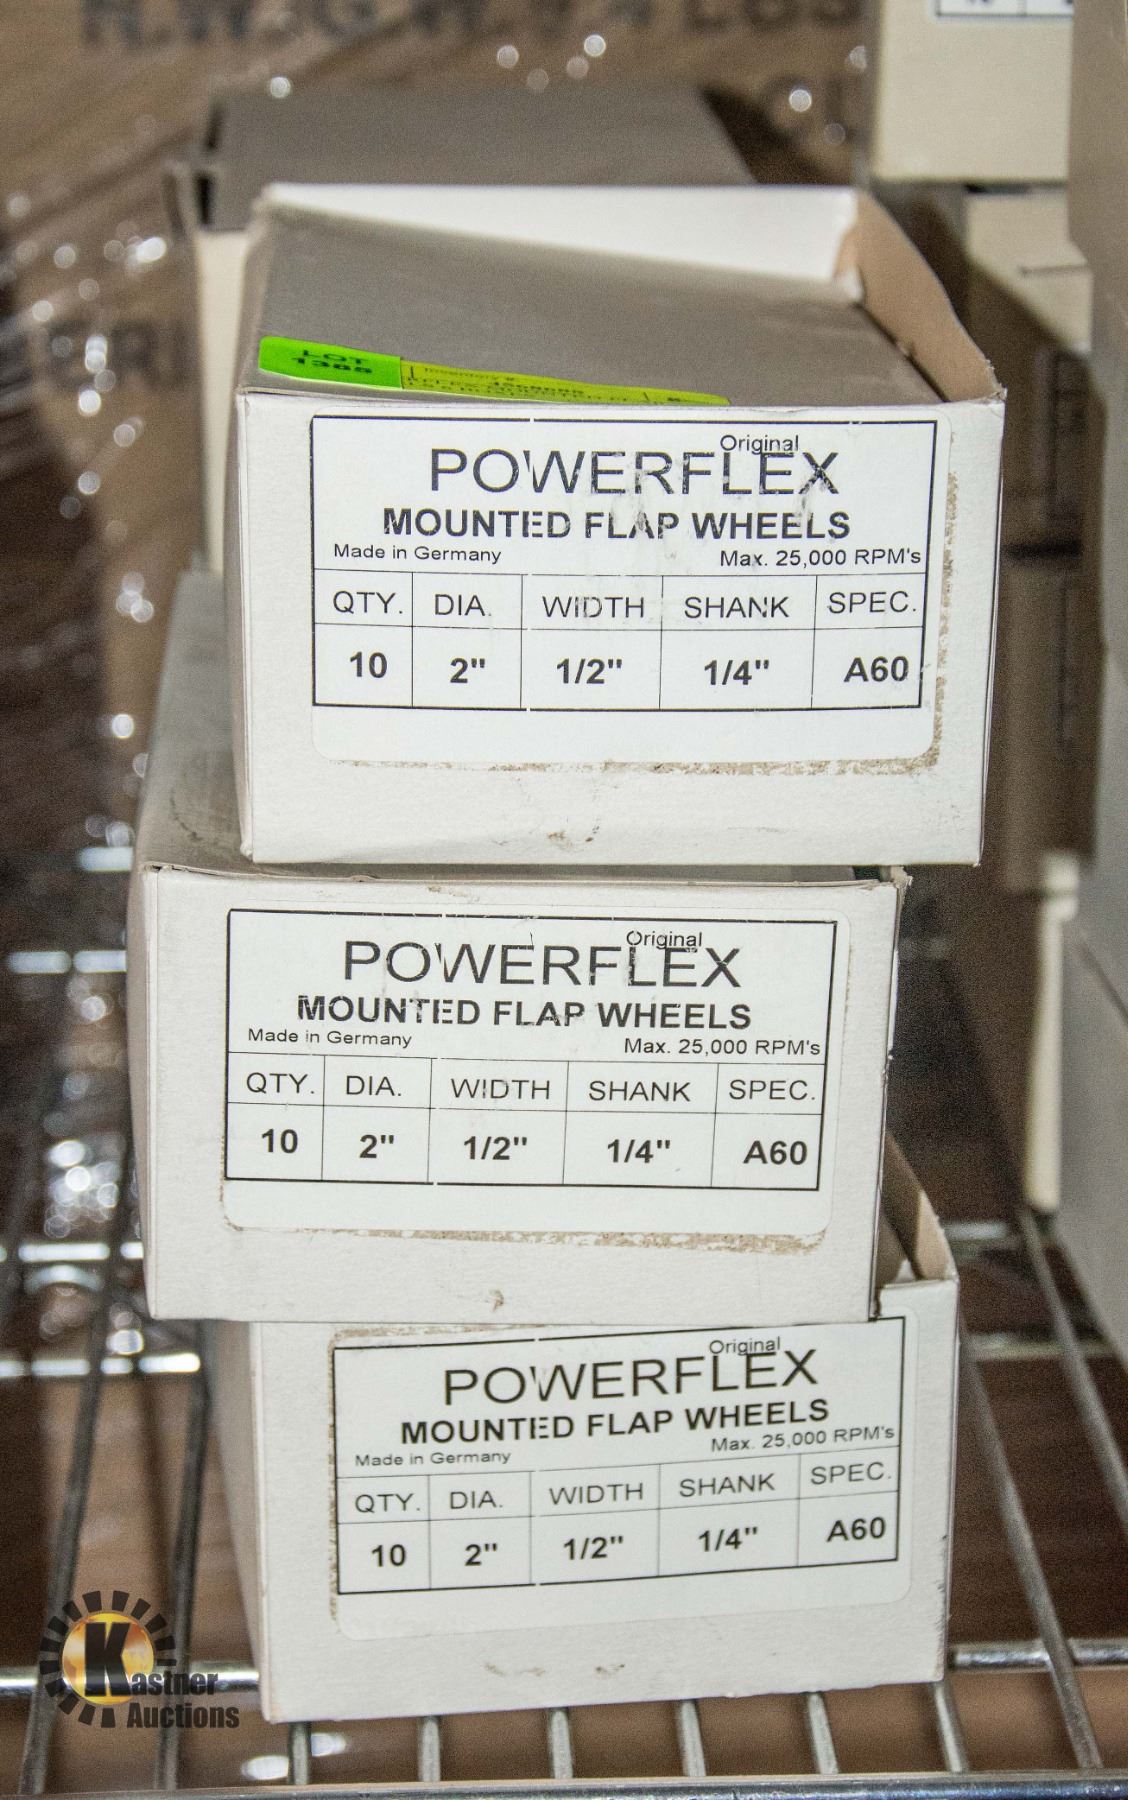 LOT
1385
Inventory #:
Original
POWERFLEX
MOUNTED FLAP WHEELS
Made in Germany Max. 25,000 RPM's
QTY. DIA. WIDTH SHANK SPEC.
10 2" 1/2" 1/4" A60
Original
POWERFLEX
MOUNTED FLAP WHEELS
Made in Germany Max. 25,000 RPM's
QTY. DIA. WIDTH SHANK SPEC.
10 2" 1/2" 1/4" A60
Original
POWERFLEX
MOUNTED FLAP WHEELS
Made in Germany Max. 25,000 RPM's
QTY. DIA. WIDTH SHANK SPEC.
10 2" 1/2" 1/4" A60
Kastner
Auctions